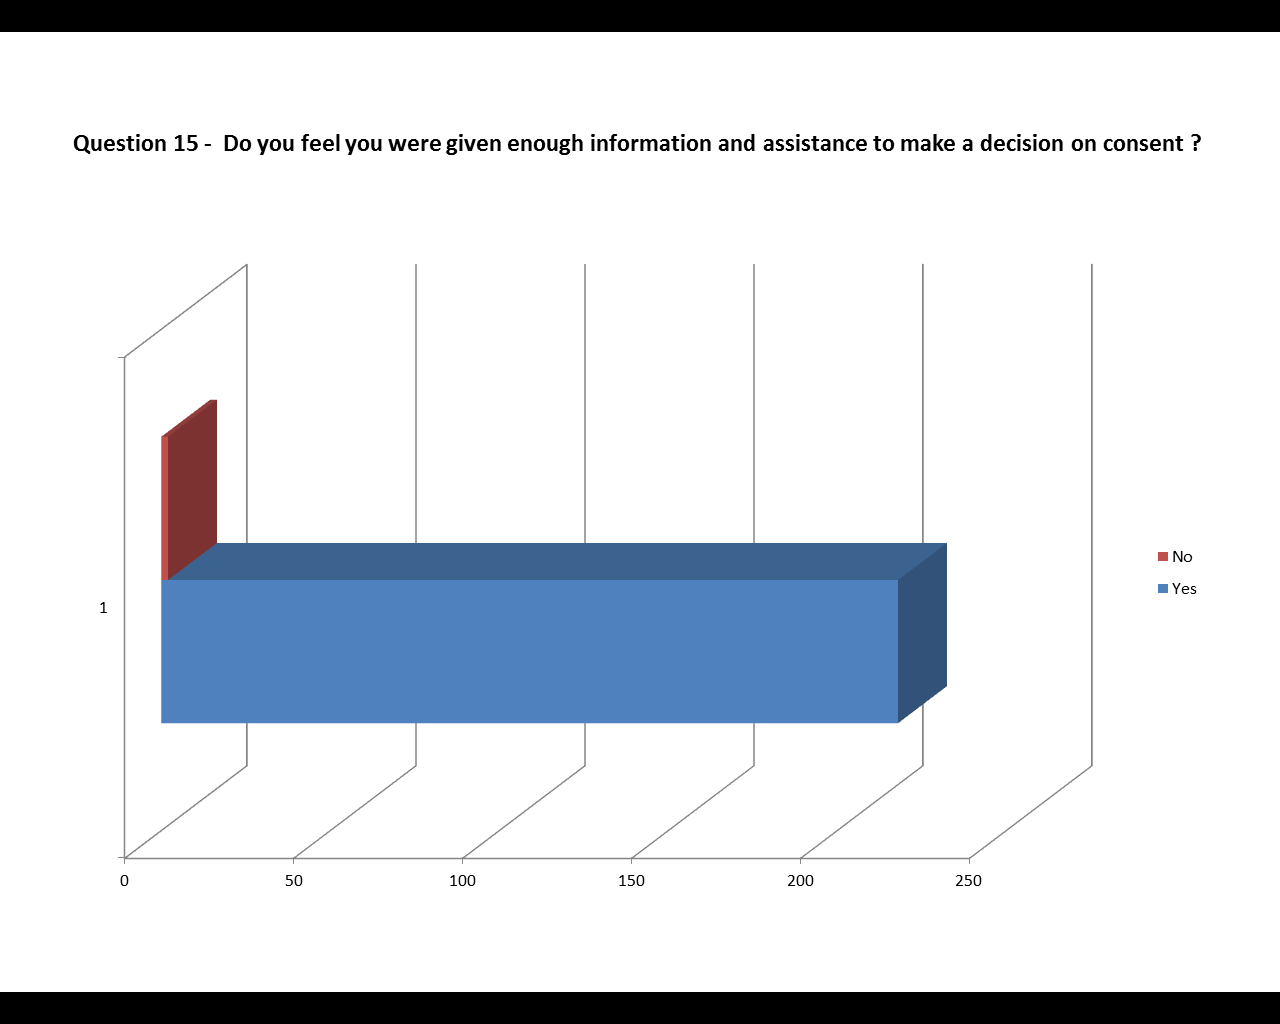 Question 15 -  Do you feel you were given enough information and assistance to make a decision on consent ?
No
Yes
1
0 50 100 150 200 250